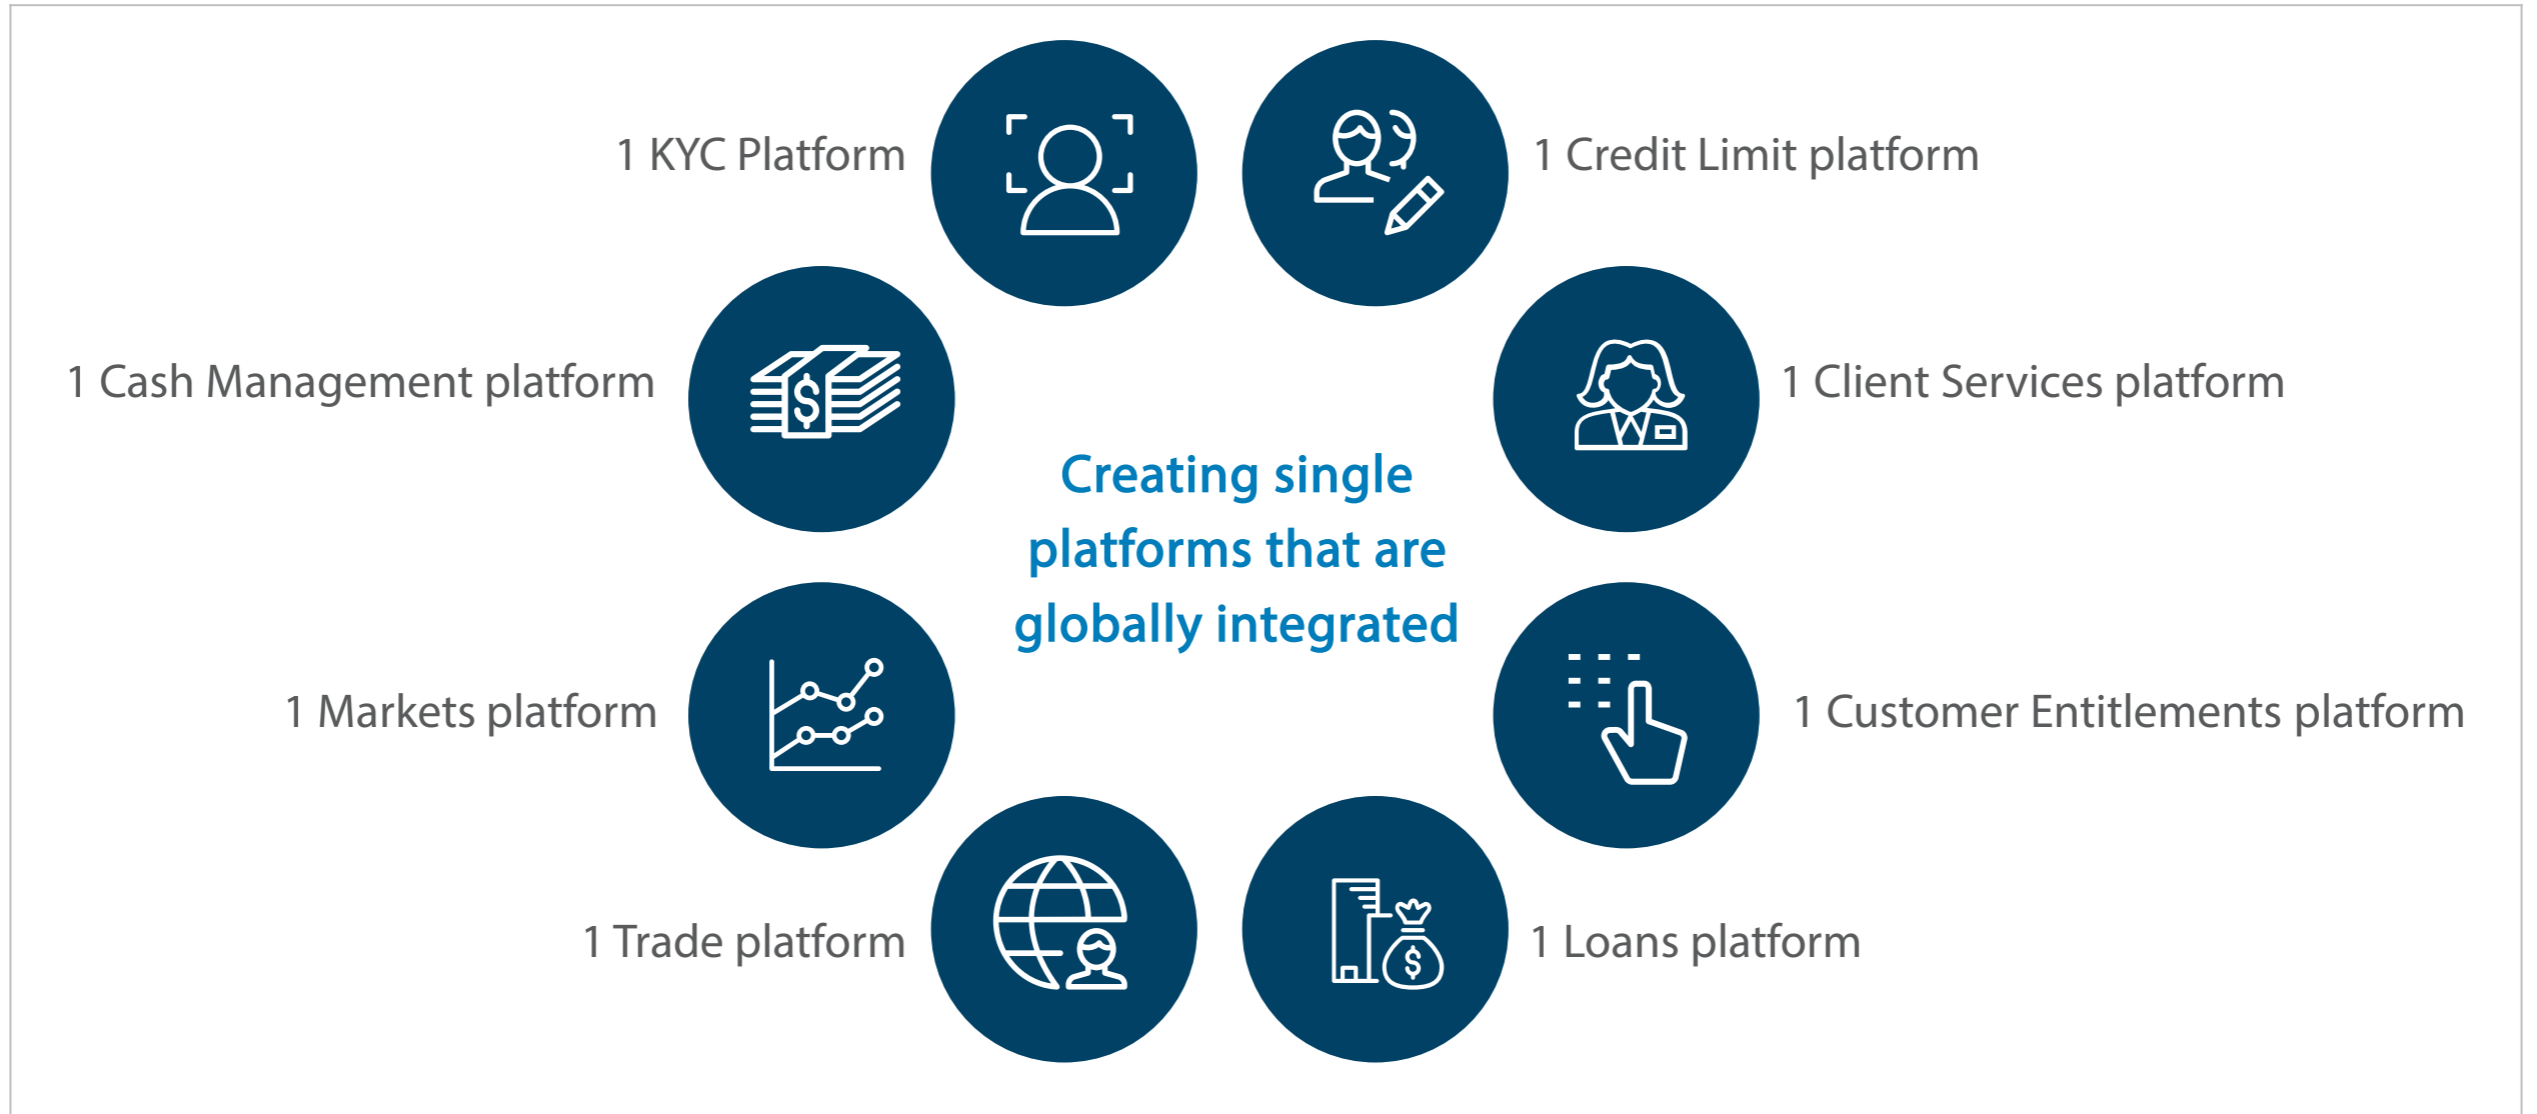 1 KYC Platform
1 Credit Limit platform
1 Cash Management platform
1 Client Services platform
Creating single
platforms that are
globally integrated
1 Markets platform
1 Customer Entitlements platform
1 Trade platform
1 Loans platform